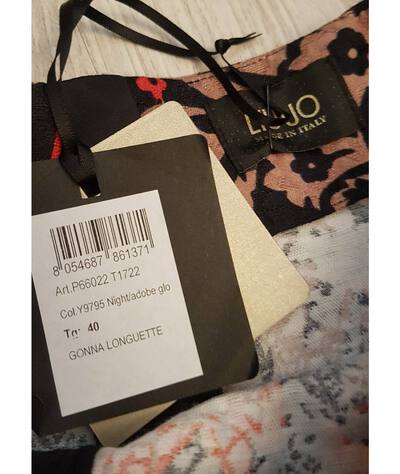 LIU·JO
MADE IN ITALY
8 054687 861371
Art.P66022 T1722
Col.Y9795 Night/adobe glo
Tg: 40
GONNA LONGUETTE